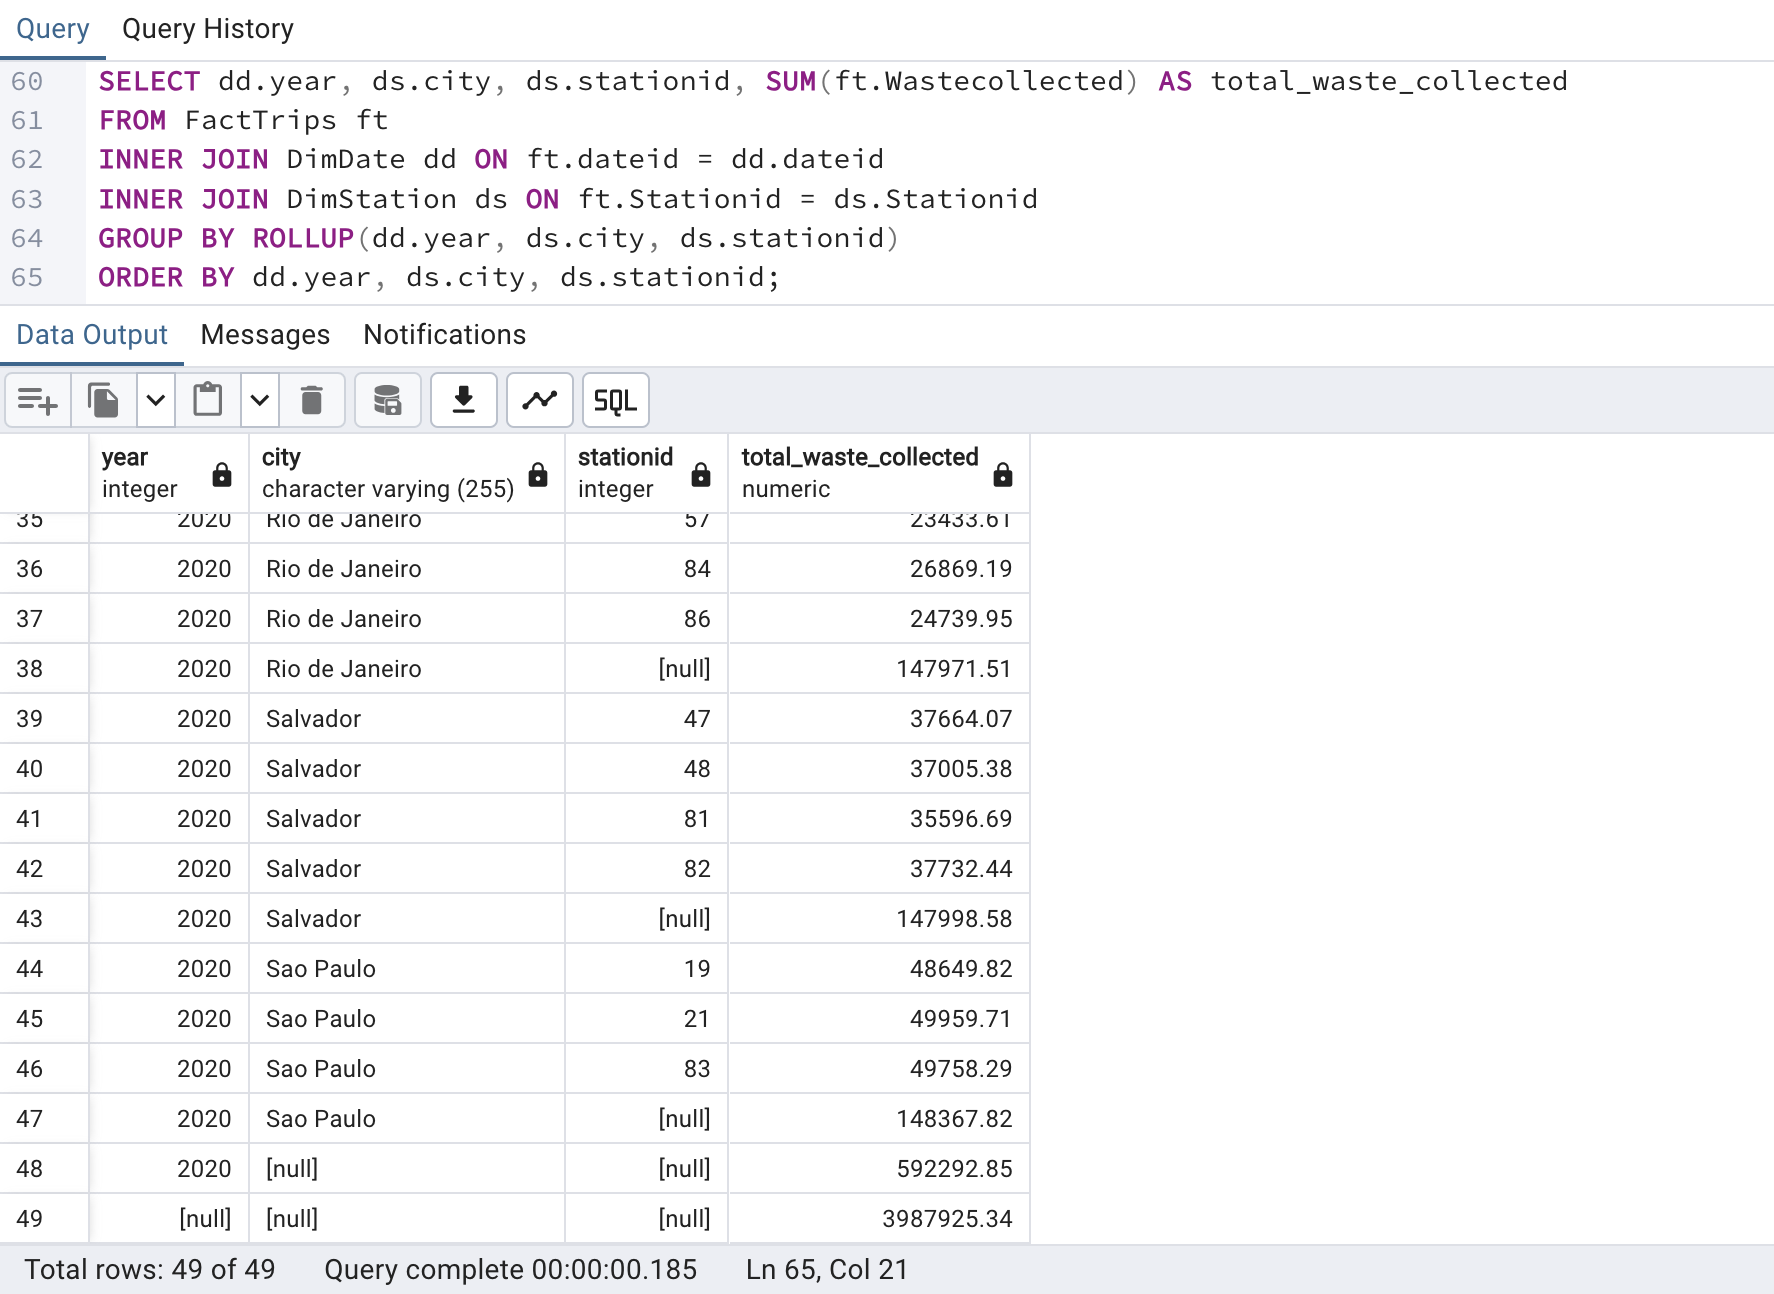 Query Query History
60 SELECT dd.year, ds.city, ds.stationid, SUM(ft.Wastecollected) AS total_waste_collected
61 FROM FactTrips ft
62 INNER JOIN DimDate dd ON ft.dateid = dd.dateid
63 INNER JOIN DimStation ds ON ft.Stationid = ds.Stationid
64 GROUP BY ROLLUP(dd.year, ds.city, ds.stationid)
65 ORDER BY dd.year, ds.city, ds.stationid;
Data Output Messages Notifications
SQL
year city stationid total_waste_collected
integer character varying (255) integer numeric
35 2020 Rio de Janeiro 57 23433.61
36 2020 Rio de Janeiro 84 26869.19
37 2020 Rio de Janeiro 86 24739.95
38 2020 Rio de Janeiro [null] 147971.51
39 2020 Salvador 47 37664.07
40 2020 Salvador 48 37005.38
41 2020 Salvador 81 35596.69
42 2020 Salvador 82 37732.44
43 2020 Salvador [null] 147998.58
44 2020 Sao Paulo 19 48649.82
45 2020 Sao Paulo 21 49959.71
46 2020 Sao Paulo 83 49758.29
47 2020 Sao Paulo [null] 148367.82
48 2020 [null] [null] 592292.85
49 [null] [null] [null] 3987925.34
Total rows: 49 of 49 Query complete 00:00:00.185 Ln 65, Col 21